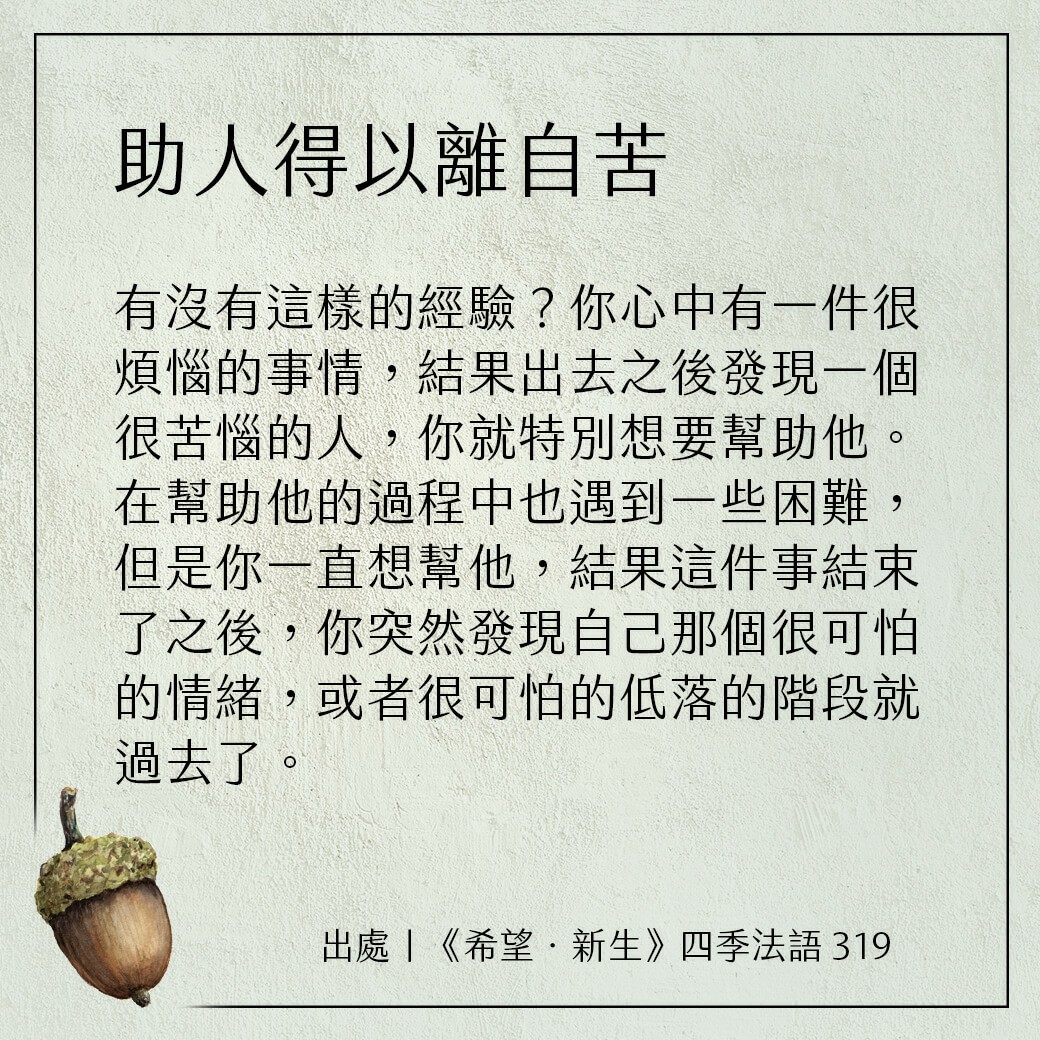 助人得以離自苦
有沒有這樣的經驗？你心中有一件很
煩惱的事情，結果出去之後發現一個
很苦惱的人，你就特別想要幫助他。
在幫助他的過程中也遇到一些困難，
但是你一直想幫他，結果這件事結束
了之後，你突然發現自己那個很可怕
的情緒，或者很可怕的低落的階段就
過去了。
出處｜《希望．新生》四季法語 319